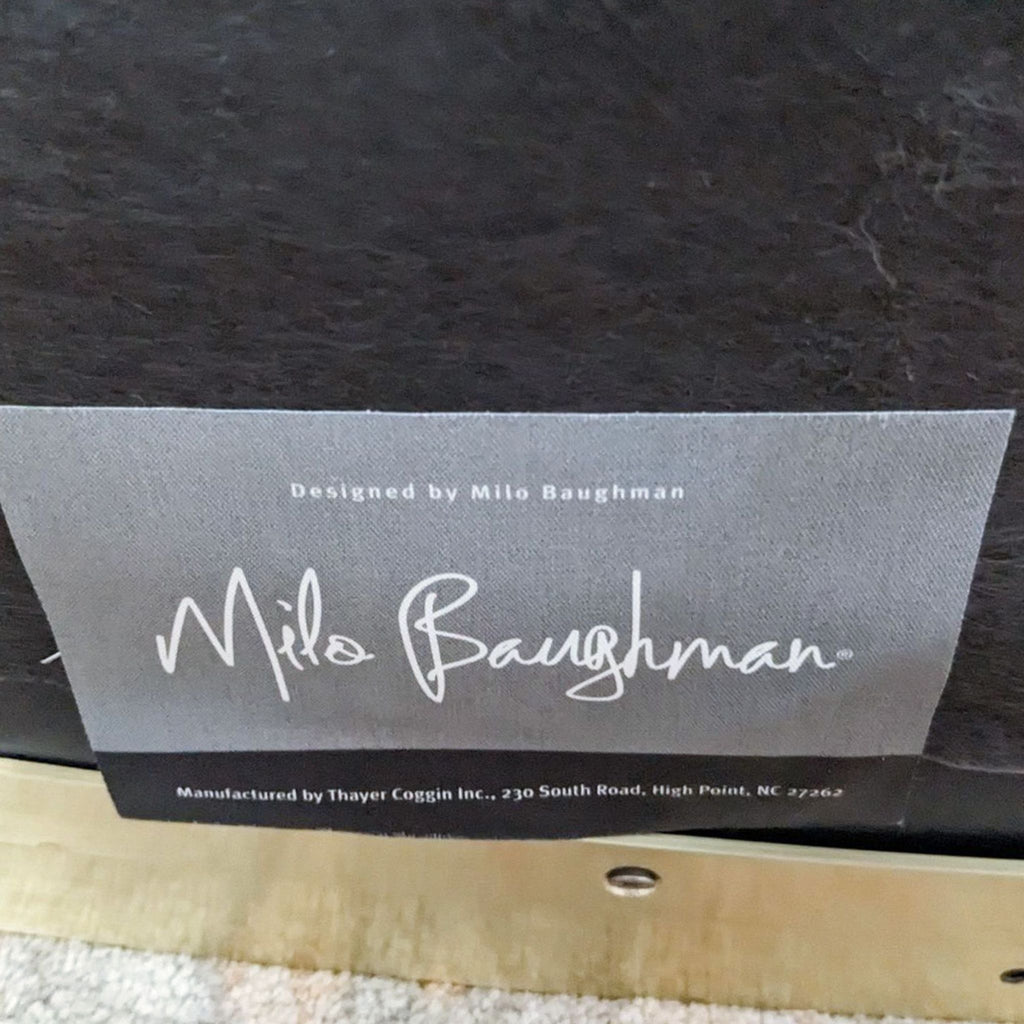 Designed by Milo Baughman
Milo Baughman®
Manufactured by Thayer Coggin Inc., 230 South Road, High Point, NC 27262